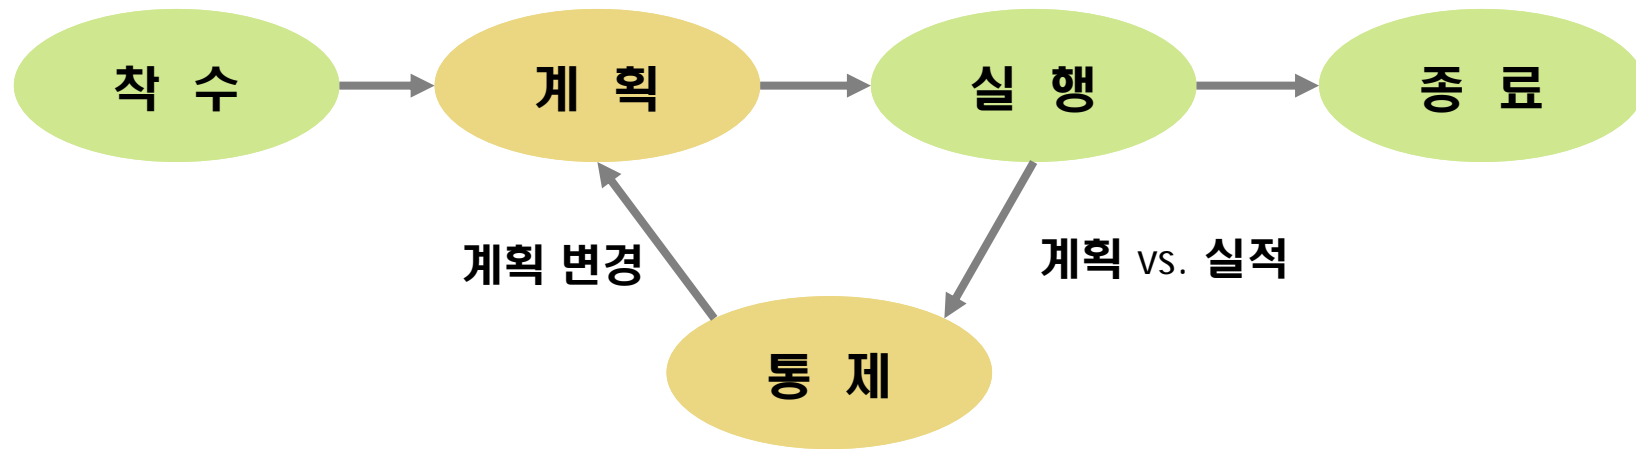 착 수
계 획
실 행
종 료
계획 변경
계획 vs. 실적
통 제